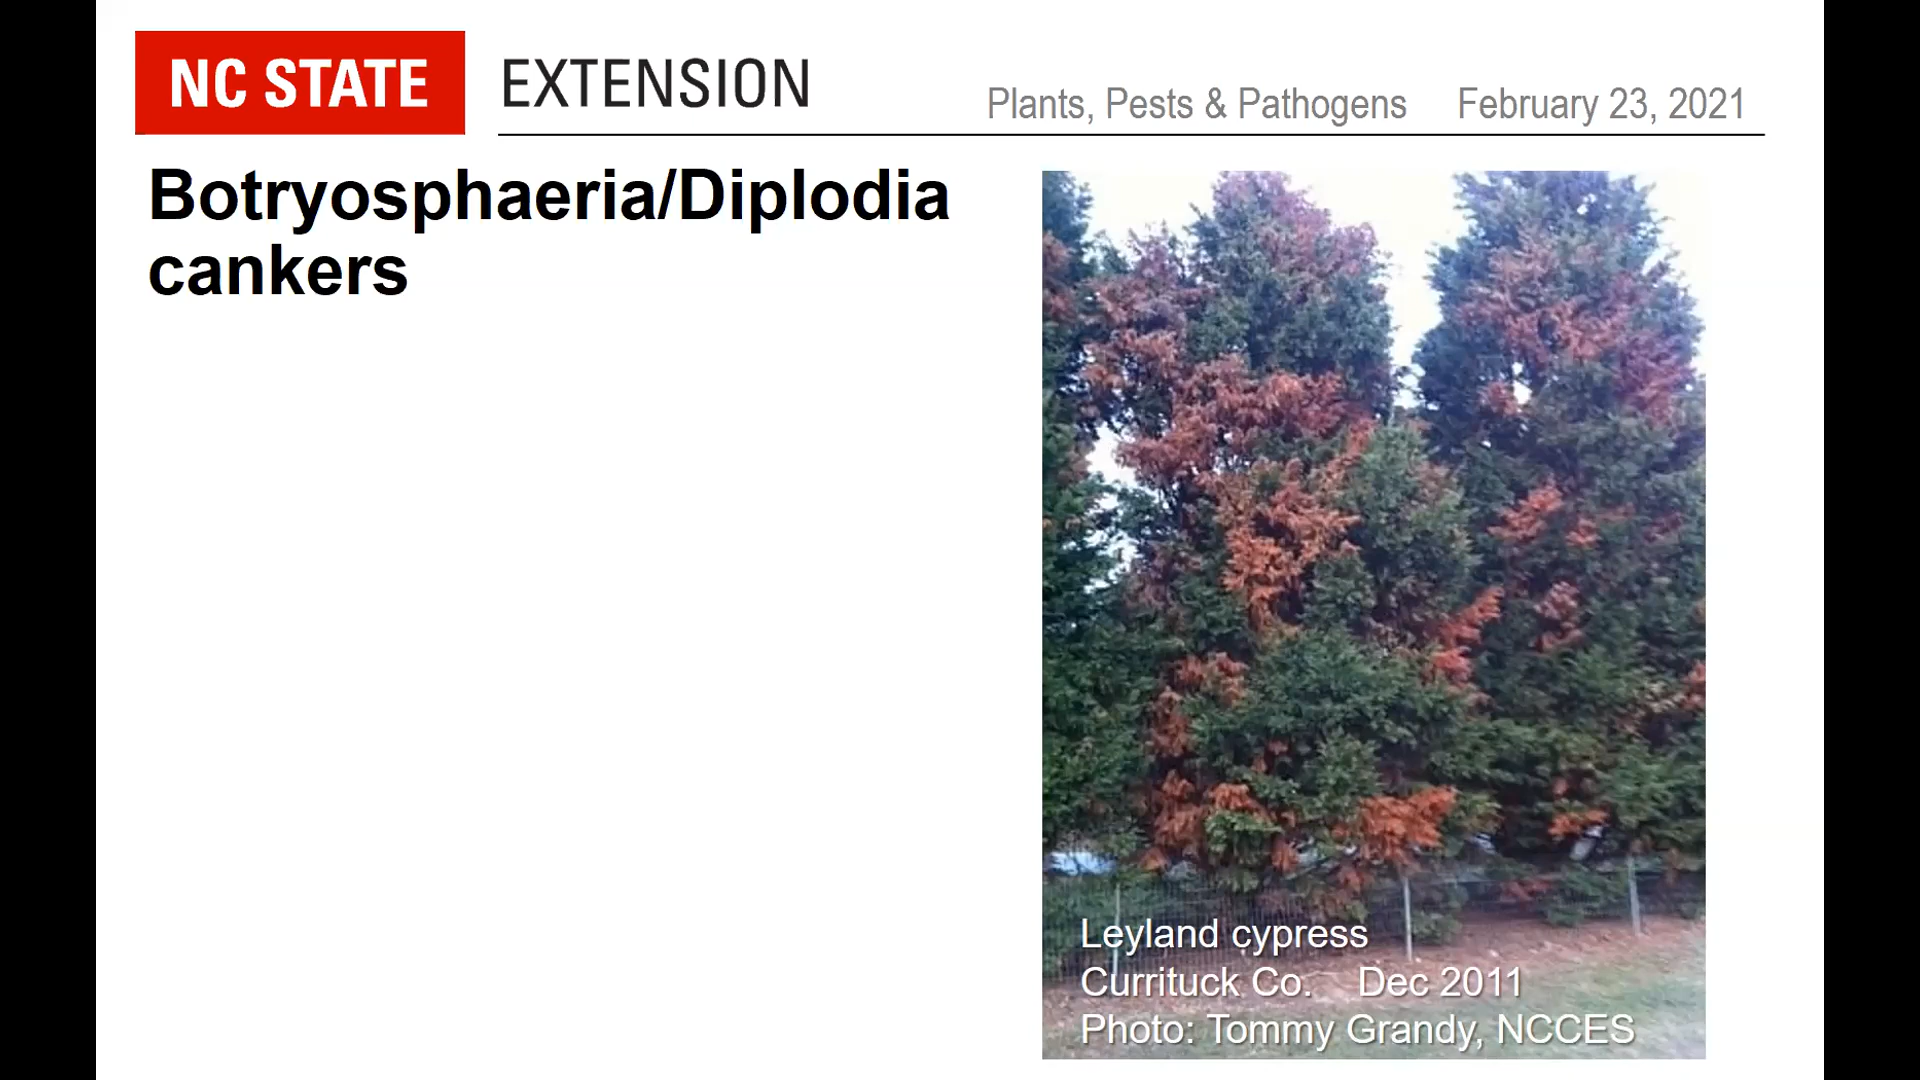 NC STATE EXTENSION
Plants, Pests & Pathogens February 23, 2021
Botryosphaeria/Diplodia
cankers
Leyland cypress
Currituck Co. Dec 2011
Photo: Tommy Grandy, NCCES